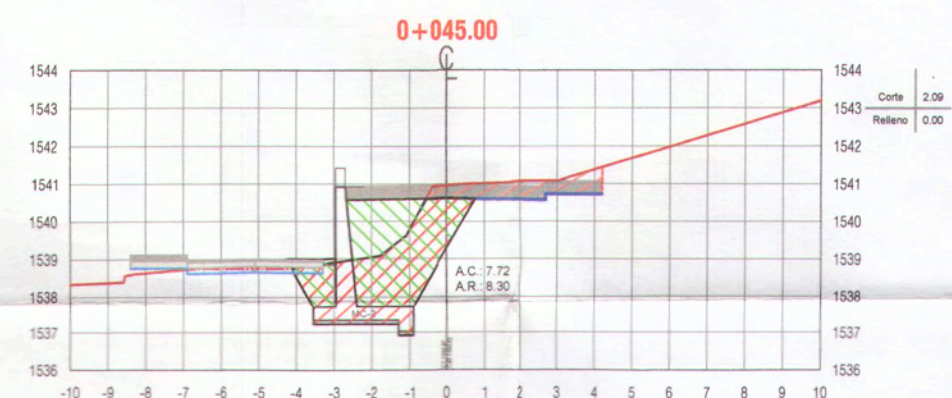 0+045.00
℄
1544 1544
1543 1543
1542 1542
1541 1541
1540 1540
1539 1539
1538 1538
1537 1537
1536 1536
Corte 2.09
Relleno 0.00
A.C.: 7.72
A.R.: 8.30
-10 -9 -8 -7 -6 -5 -4 -3 -2 -1 0 1 2 3 4 5 6 7 8 9 10